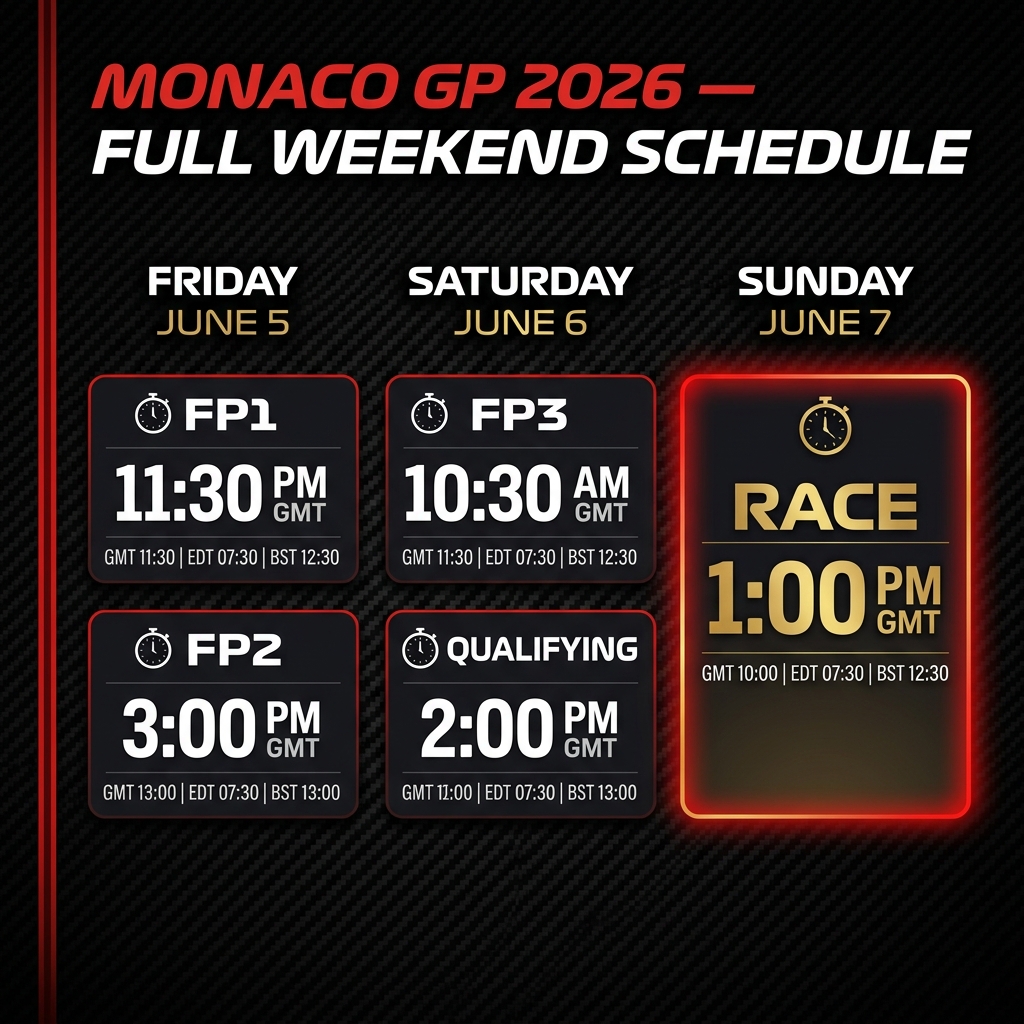 MONACO GP 2026 —
FULL WEEKEND SCHEDULE
FRIDAY
JUNE 5
FP1
11:30 PM GMT
GMT 11:30 | EDT 07:30 | BST 12:30
FP2
3:00 PM GMT
GMT 13:00 | EDT 07:30 | BST 13:00
SATURDAY
JUNE 6
FP3
10:30 AM GMT
GMT 11:30 | EDT 07:30 | BST 12:30
QUALIFYING
2:00 PM GMT
GMT 11:00 | EDT 07:30 | BST 13:00
SUNDAY
JUNE 7
RACE
1:00 PM GMT
GMT 10:00 | EDT 07:30 | BST 12:30